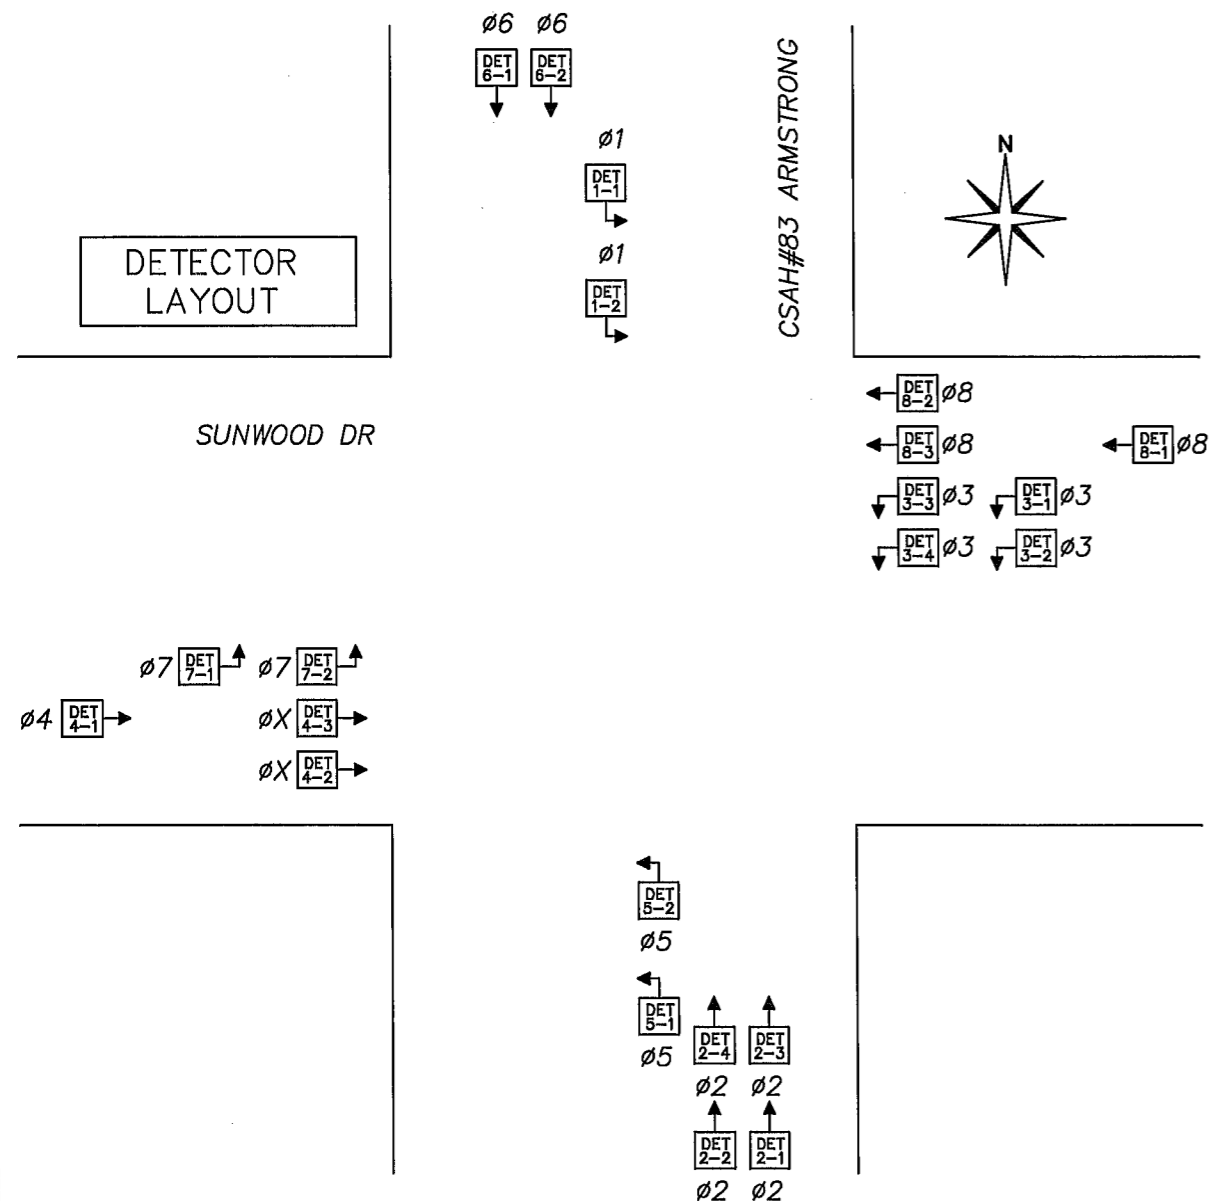 ø6 ø6
DET 6-1
DET 6-2
ø1
DET 1-1
ø1
DET 1-2
CSAH#83 ARMSTRONG
N
DETECTOR
LAYOUT
SUNWOOD DR
DET 8-2 ø8
DET 8-3 ø8
DET 8-1 ø8
DET 3-3 ø3
DET 3-1 ø3
DET 3-4 ø3
DET 3-2 ø3
ø7 DET 7-1
ø7 DET 7-2
ø4 DET 4-1
øX DET 4-3
øX DET 4-2
DET 5-2
ø5
DET 5-1
ø5
DET 2-4
DET 2-3
ø2 ø2
DET 2-2
DET 2-1
ø2 ø2